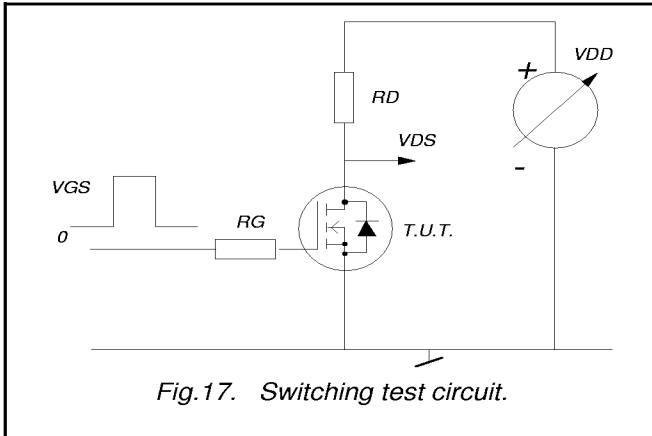 +
VDD
RD
VDS
-
VGS
0
RG
T.U.T.
Fig.17. Switching test circuit.